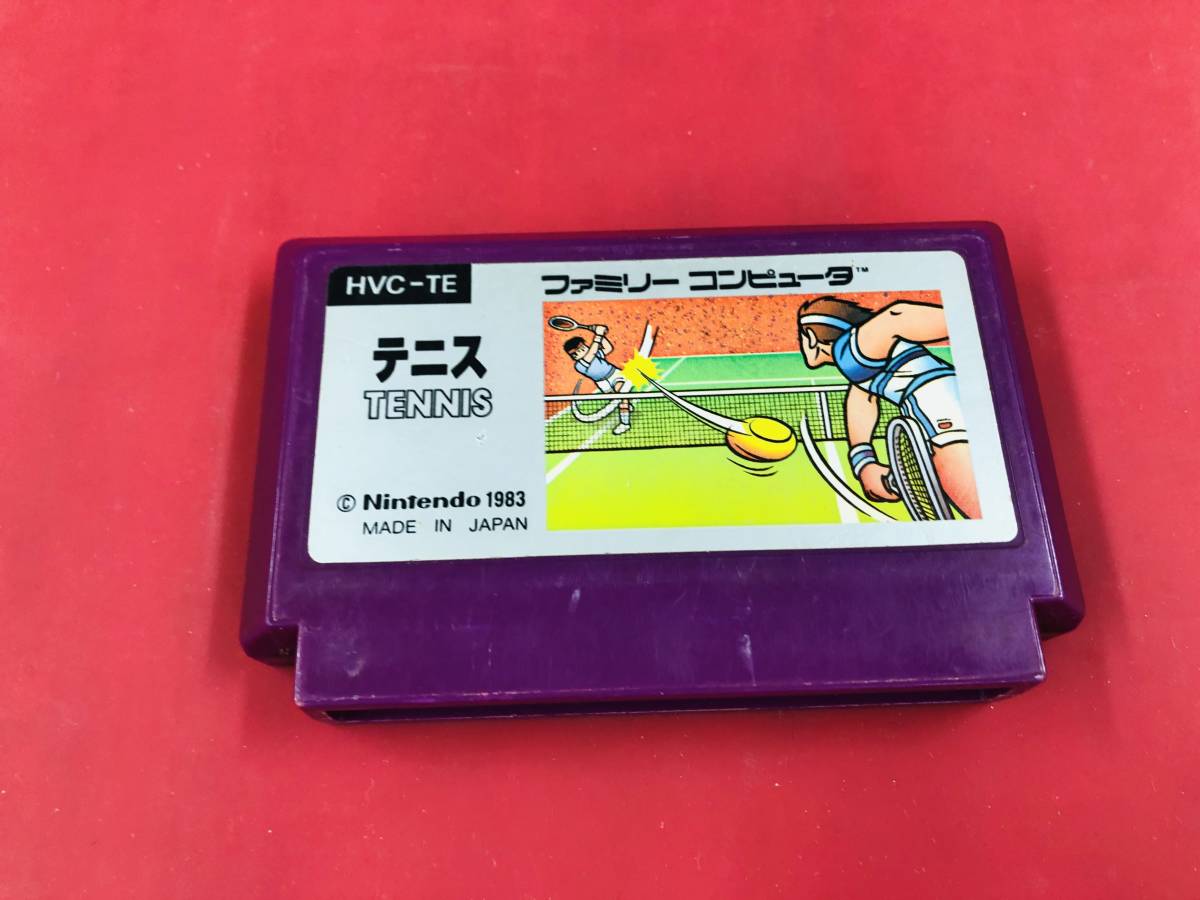 HVC-TE
ファミリー コンピュータ™
テニス
TENNIS
© Nintendo 1983
MADE IN JAPAN